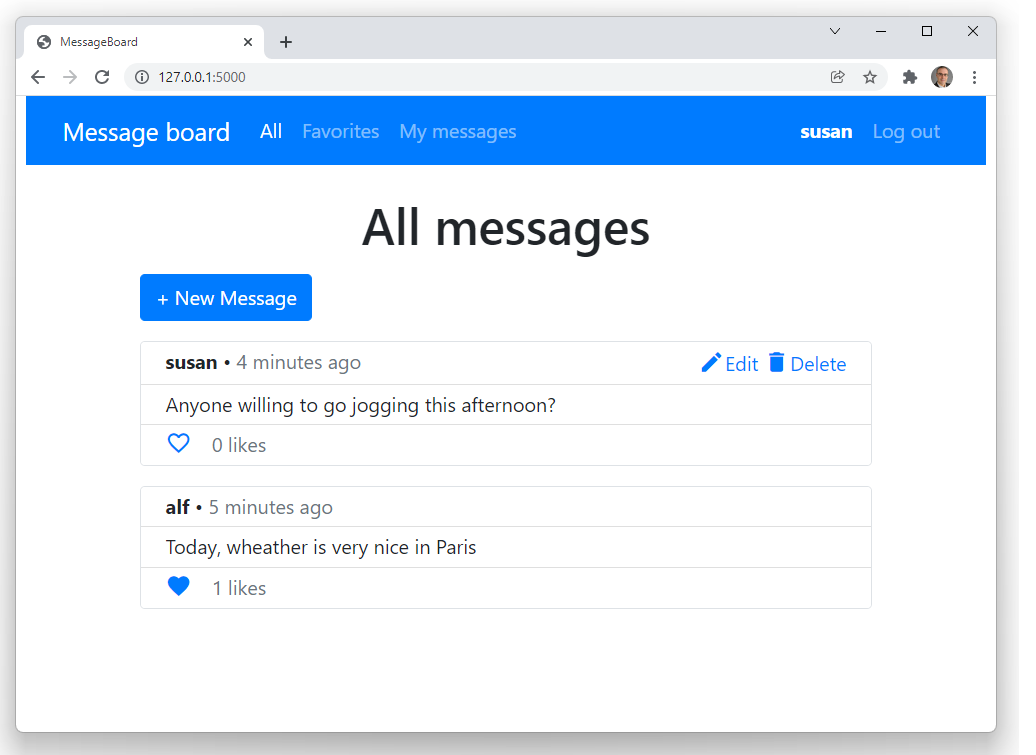 MessageBoard
127.0.0.1:5000
Message board All Favorites My messages susan Log out
All messages
+ New Message
susan • 4 minutes ago Edit Delete
Anyone willing to go jogging this afternoon?
0 likes
alf • 5 minutes ago
Today, wheather is very nice in Paris
1 likes